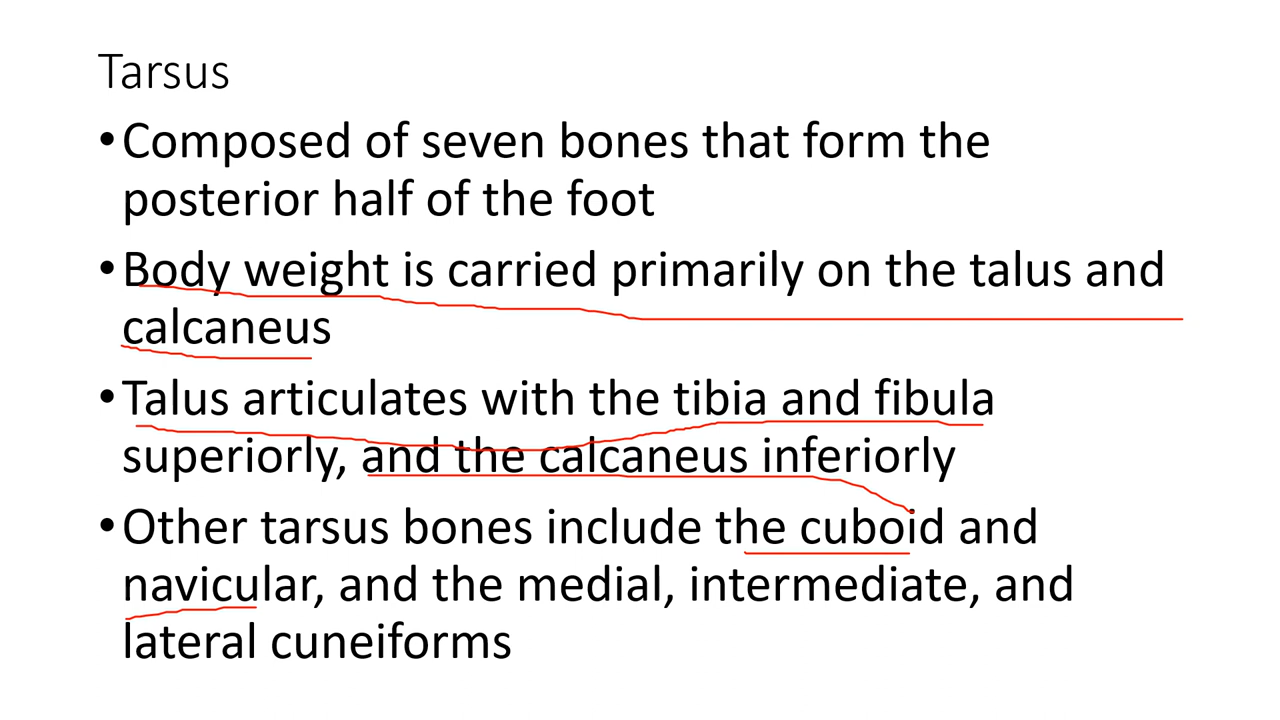 Tarsus
•Composed of seven bones that form the
posterior half of the foot
•Body weight is carried primarily on the talus and
calcaneus
•Talus articulates with the tibia and fibula
superiorly, and the calcaneus inferiorly
•Other tarsus bones include the cuboid and
navicular, and the medial, intermediate, and
lateral cuneiforms